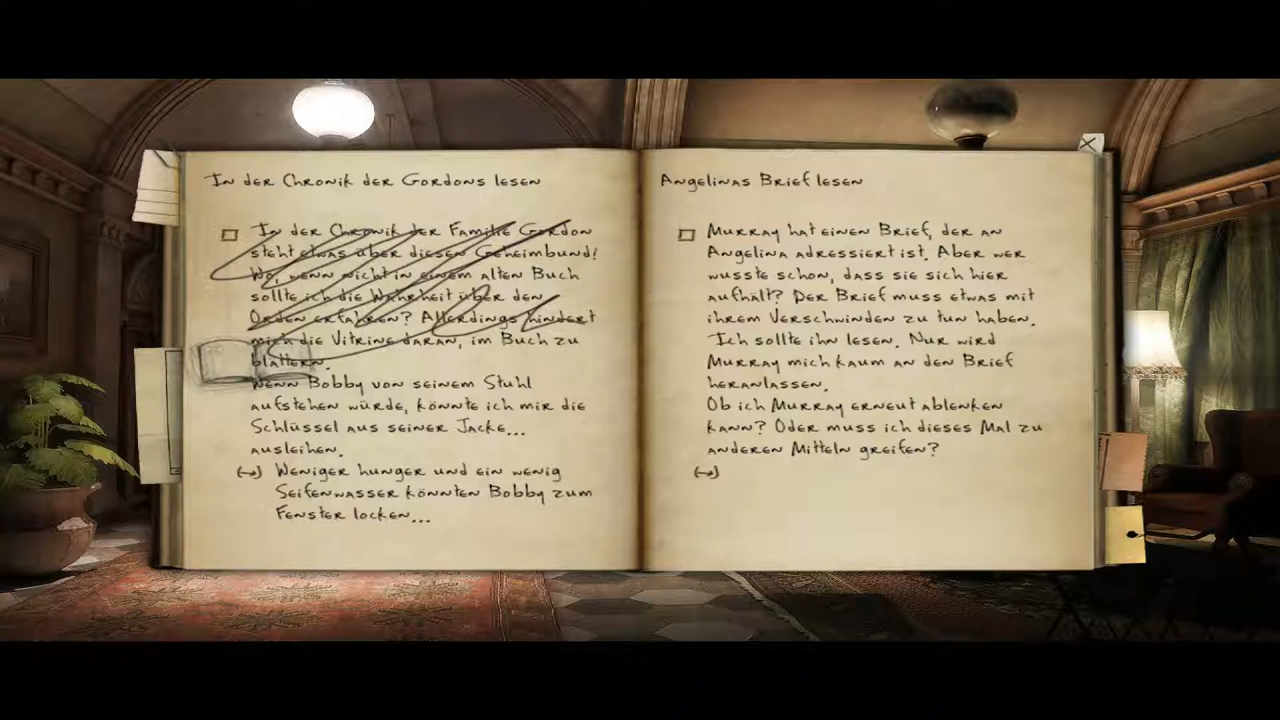 In der Chronik der Gordons lesen
In der Chronik der Familie Gordon
steht etwas über diesen Geheimbund!
Wo, wenn nicht in einem alten Buch
sollte ich die Wahrheit über den
Orden erfahren? Allerdings hindert
mich die Vitrine daran, im Buch zu
blättern.
Wenn Bobby von seinem Stuhl
aufstehen würde, könnte ich mir die
Schlüssel aus seiner Jacke...
ausleihen.
(→) Weniger hunger und ein wenig
Seifenwasser könnten Bobby zum
Fenster locken...
Angelinas Brief lesen
Murray hat einen Brief, der an
Angelina adressiert ist. Aber wer
wusste schon, dass sie sich hier
aufhält? Der Brief muss etwas mit
ihrem Verschwinden zu tun haben.
Ich sollte ihn lesen. Nur wird
Murray mich kaum an den Brief
heranlassen.
Ob ich Murray erneut ablenken
kann? Oder muss ich dieses Mal zu
anderen Mitteln greifen?
(→)